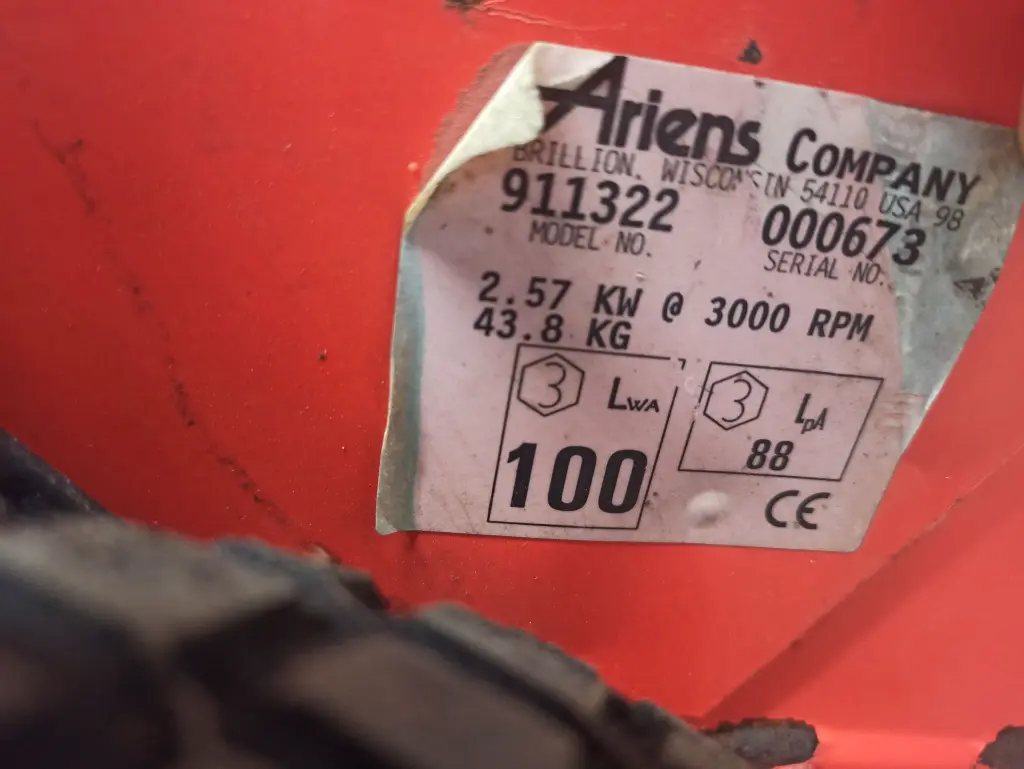 Ariens COMPANY
BRILLION, WISCONSIN 54110 USA 98
911322 000673
MODEL NO. SERIAL NO.
2.57 KW @ 3000 RPM
43.8 KG
3 LWA
100
3 LpA
88
CE